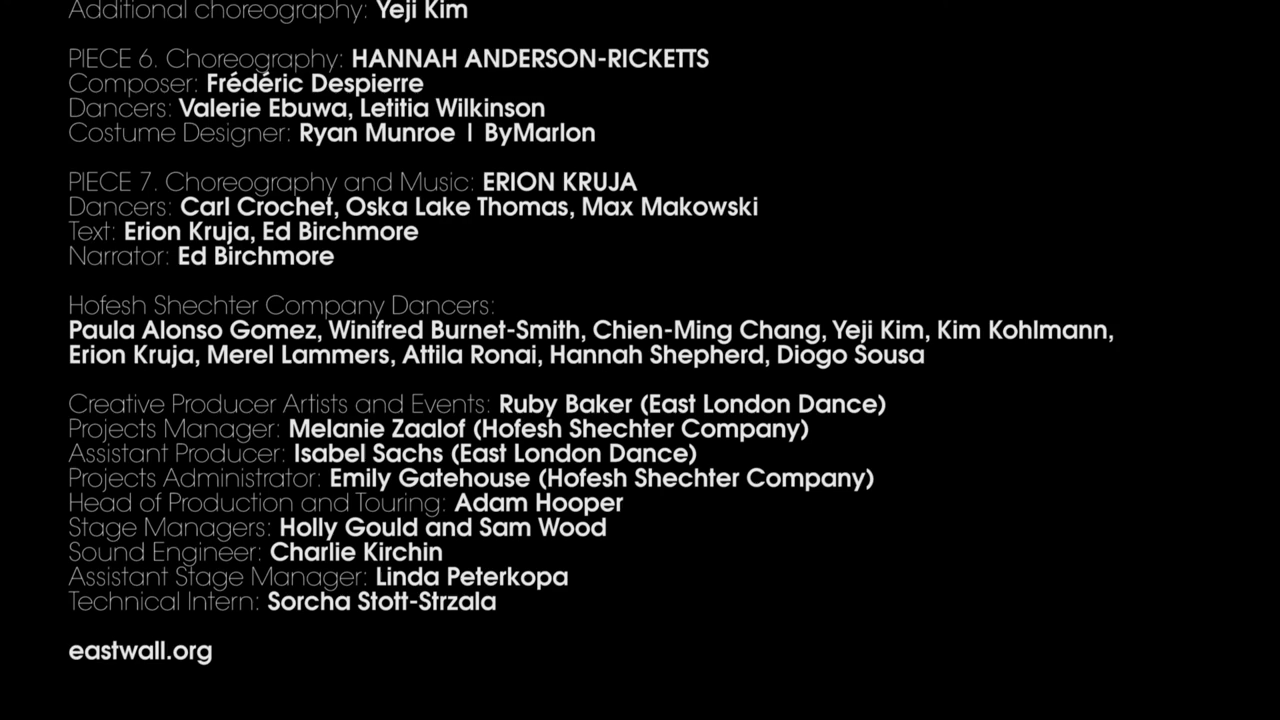 Additional choreography: Yeji Kim
PIECE 6. Choreography: HANNAH ANDERSON-RICKETTS
Composer: Frédéric Despierre
Dancers: Valerie Ebuwa, Letitia Wilkinson
Costume Designer: Ryan Munroe | ByMarlon
PIECE 7. Choreography and Music: ERION KRUJA
Dancers: Carl Crochet, Oska Lake Thomas, Max Makowski
Text: Erion Kruja, Ed Birchmore
Narrator: Ed Birchmore
Hofesh Shechter Company Dancers:
Paula Alonso Gomez, Winifred Burnet-Smith, Chien-Ming Chang, Yeji Kim, Kim Kohlmann,
Erion Kruja, Merel Lammers, Attila Ronai, Hannah Shepherd, Diogo Sousa
Creative Producer Artists and Events: Ruby Baker (East London Dance)
Projects Manager: Melanie Zaalof (Hofesh Shechter Company)
Assistant Producer: Isabel Sachs (East London Dance)
Projects Administrator: Emily Gatehouse (Hofesh Shechter Company)
Head of Production and Touring: Adam Hooper
Stage Managers: Holly Gould and Sam Wood
Sound Engineer: Charlie Kirchin
Assistant Stage Manager: Linda Peterkopa
Technical Intern: Sorcha Stott-Strzala
eastwall.org